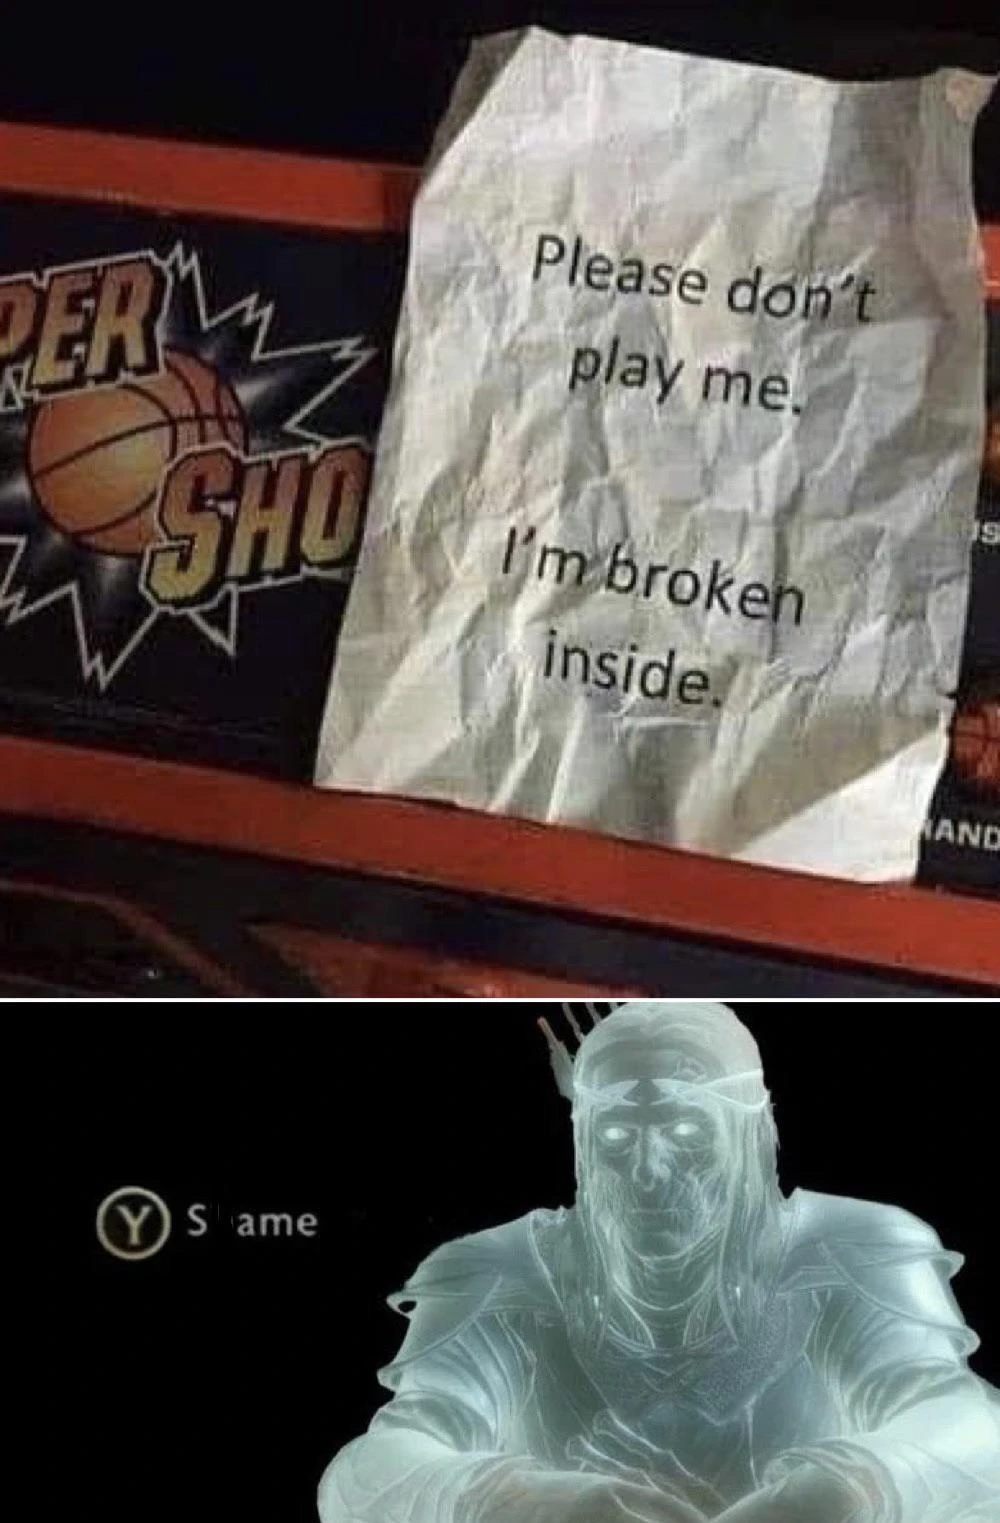 PER
SHO
Please don't
play me.
I'm broken
inside.
AND
Y S ame